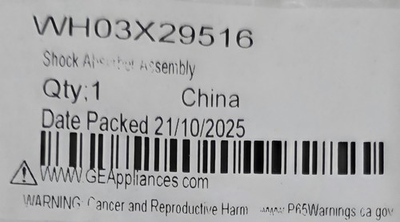 WH03X29516
Shock Absorber Assembly
Qty;1 China
Date Packed 21/10/2025
WWW.GEAppliances.com
WARNING: Cancer and Reproductive Harm www.P65Warnings.ca.gov